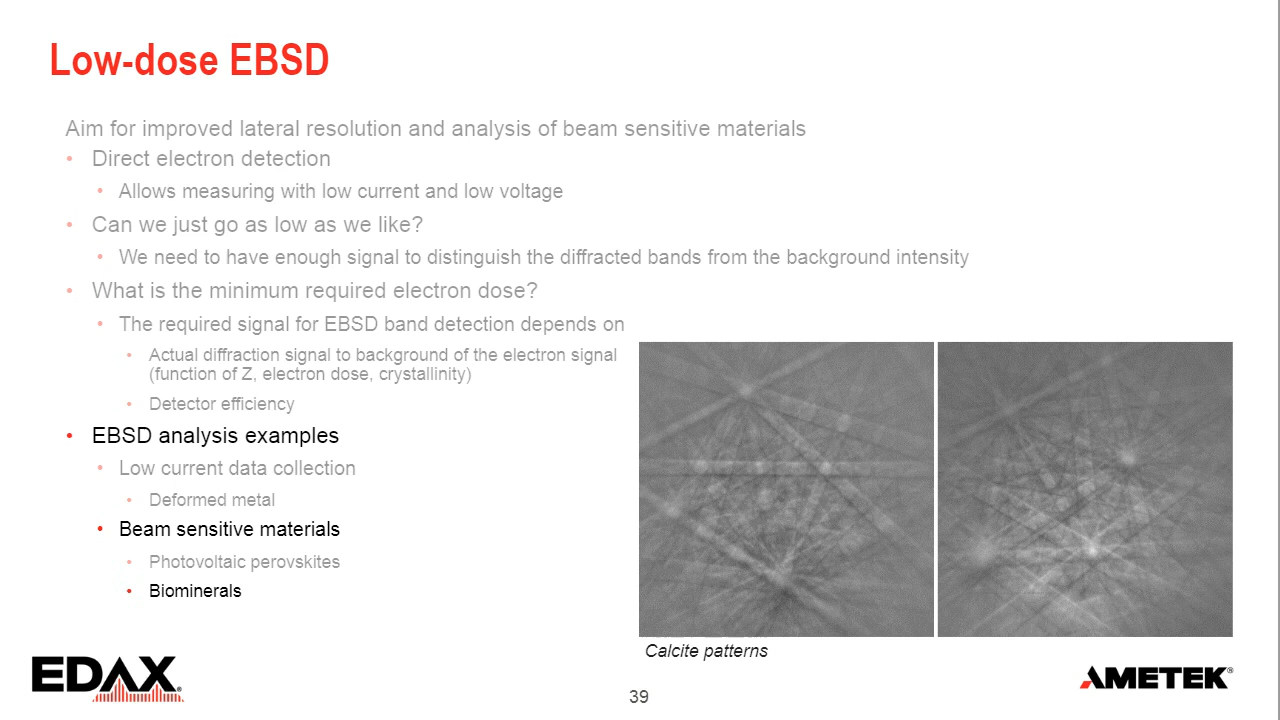 Low-dose EBSD
Aim for improved lateral resolution and analysis of beam sensitive materials
• Direct electron detection
• Allows measuring with low current and low voltage
• Can we just go as low as we like?
• We need to have enough signal to distinguish the diffracted bands from the background intensity
• What is the minimum required electron dose?
• The required signal for EBSD band detection depends on
• Actual diffraction signal to background of the electron signal
(function of Z, electron dose, crystallinity)
• Detector efficiency
• EBSD analysis examples
• Low current data collection
• Deformed metal
• Beam sensitive materials
• Photovoltaic perovskites
• Biominerals
Calcite patterns
EDAX®
39
AMETEK®